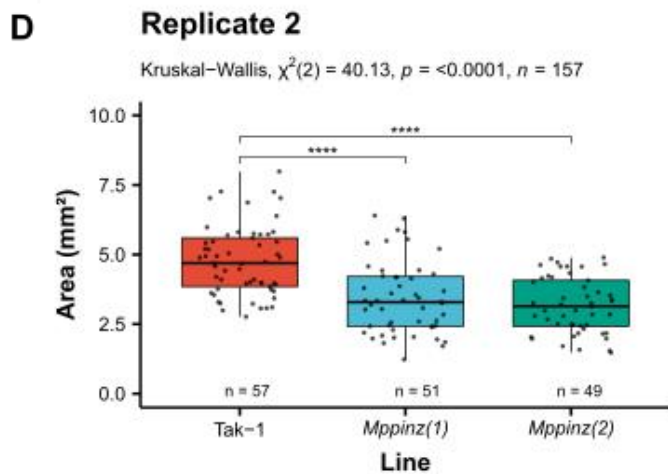 D
Replicate 2
Kruskal−Wallis, χ²(2) = 40.13, p = <0.0001, n = 157
10.0
7.5
5.0
2.5
0.0
Area (mm²)
****
****
n = 57
n = 51
n = 49
Tak−1
Mppinz(1)
Mppinz(2)
Line